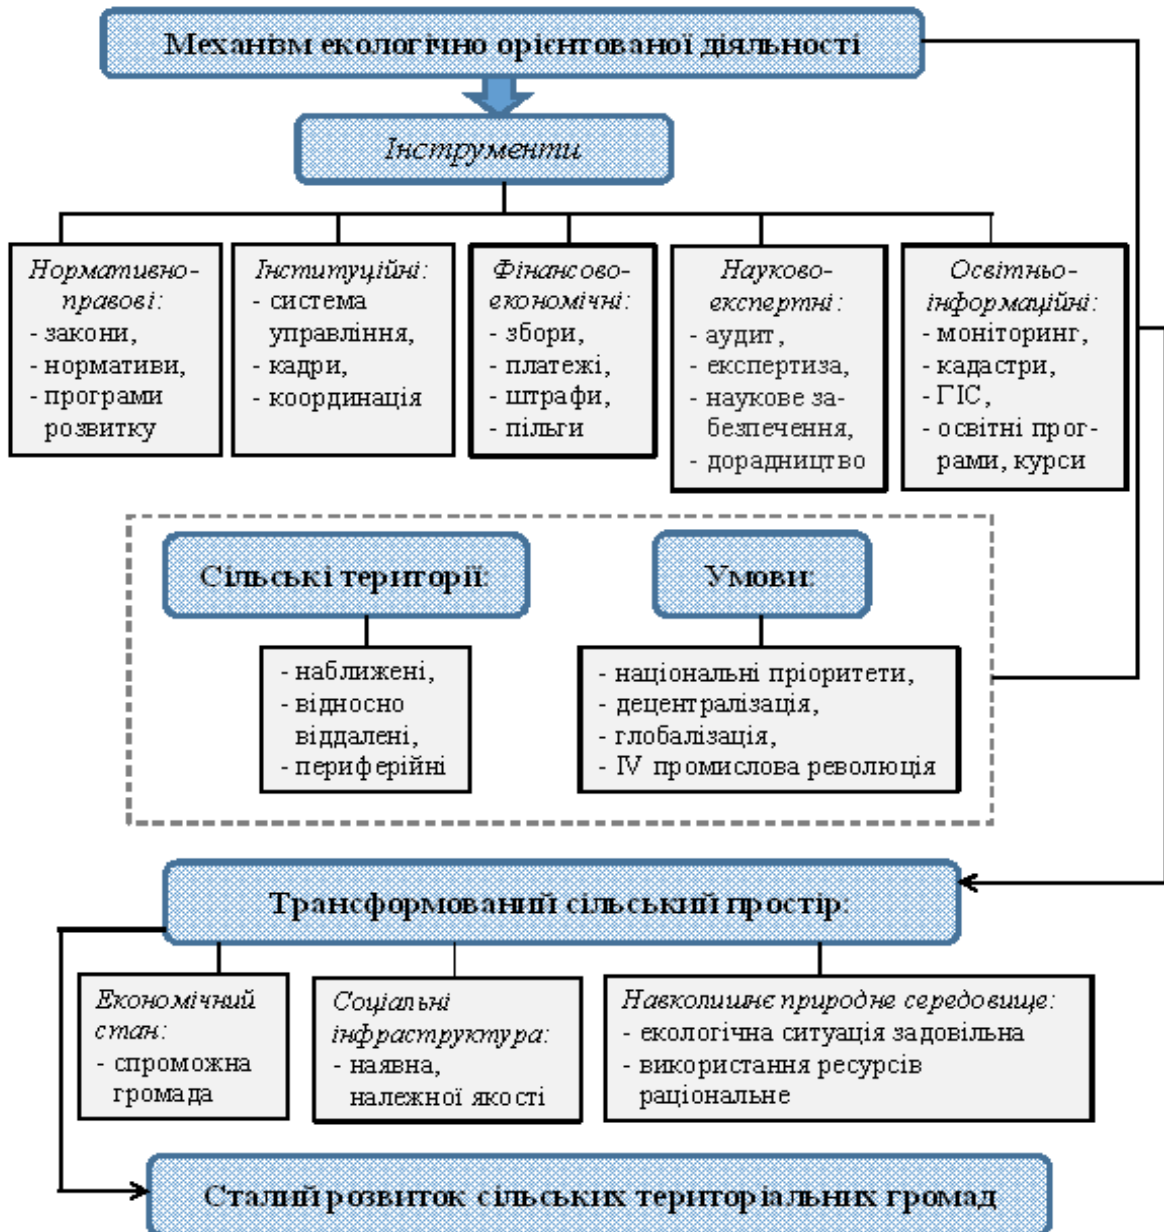 Механізм екологічно орієнтованої діяльності
Інструменти
Нормативно-
правові:
- закони,
- нормативи,
- програми
розвитку
Інституційні:
- система
управління,
- кадри,
- координація
Фінансово-
економічні:
- збори,
- платежі,
- штрафи,
- пільги
Науково-
експертні:
- аудит,
- експертиза,
- наукове за-
безпечення,
- дорадництво
Освітньо-
інформаційні:
- моніторинг,
- кадастри,
- ГІС,
- освітні прог-
рами, курси
Сільські території:
- наближені,
- відносно
віддалені,
- периферійні
Умови:
- національні пріоритети,
- децентралізація,
- глобалізація,
- IV промислова революція
Трансформований сільський простір:
Економічний
стан:
- спроможна
громада
Соціальні
інфраструктура:
- наявна,
належної якості
Навколишнє природне середовище:
- екологічна ситуація задовільна
- використання ресурсів
раціональне
Сталий розвиток сільських територіальних громад